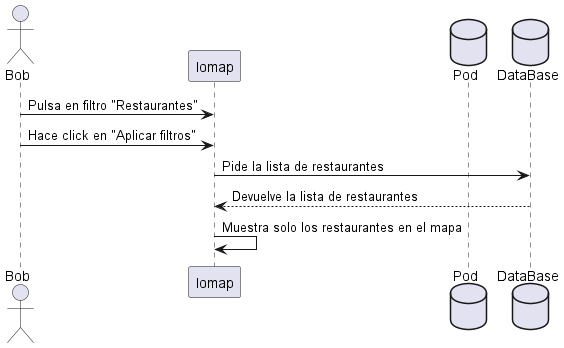 Bob
lomap
Pod
DataBase
Pulsa en filtro "Restaurantes"
Hace click en "Aplicar filtros"
Pide la lista de restaurantes
Devuelve la lista de restaurantes
Muestra solo los restaurantes en el mapa
Bob
lomap
Pod
DataBase